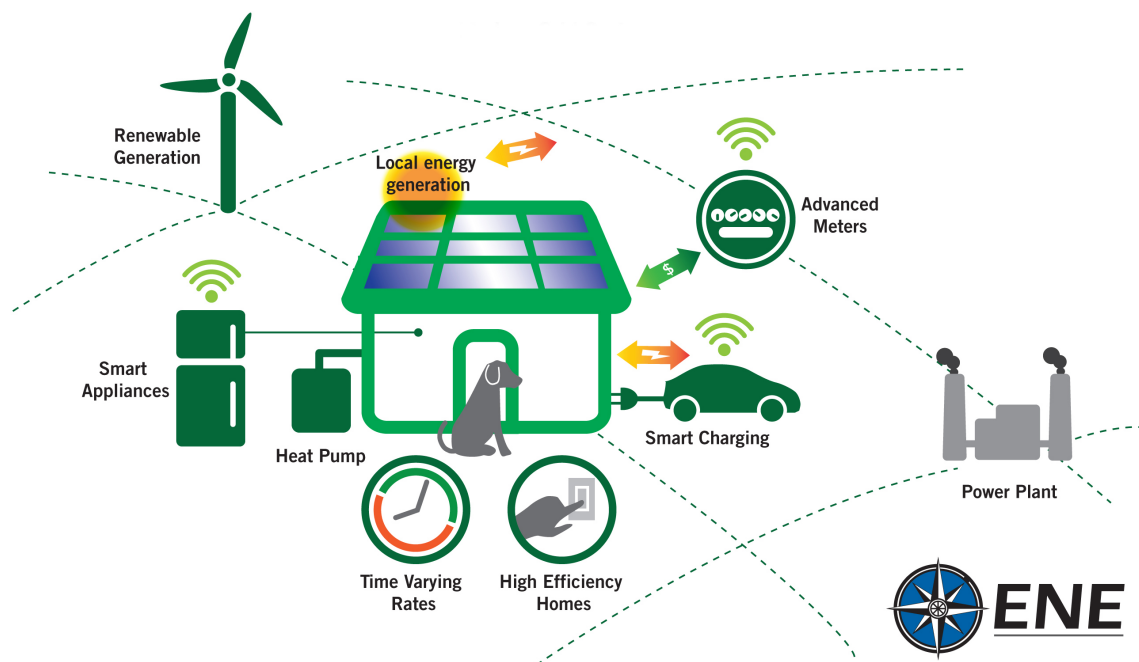 Renewable
Generation
Local energy
generation
Advanced
Meters
$
Smart
Appliances
Heat Pump
Smart Charging
Power Plant
Time Varying
Rates
High Efficiency
Homes
ENE